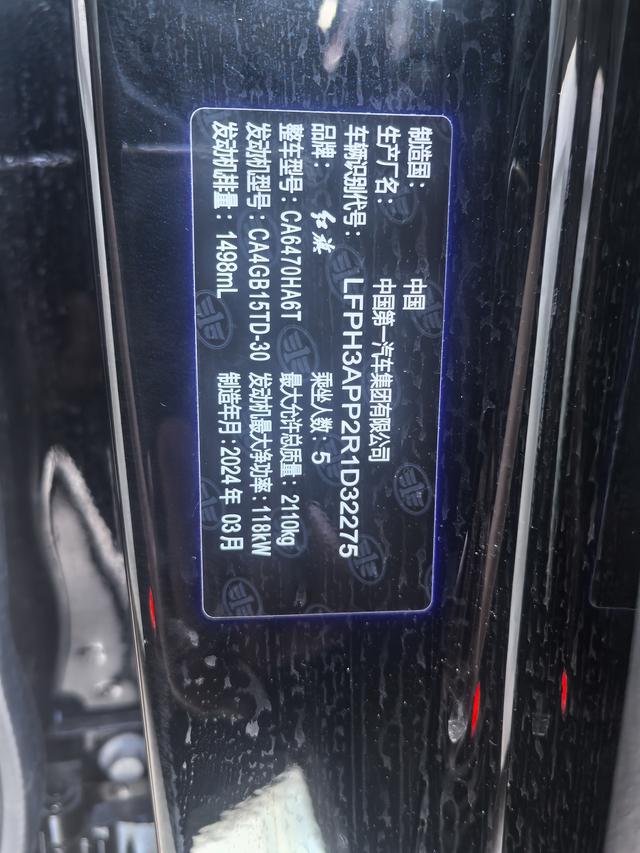 制造国： 中国
生产厂名： 中国第一汽车集团有限公司
车辆识别代号： LFPH3APP2R1D32275
品牌： 红旗 乘坐人数：5
整车型号：CA6470HA6T 最大允许总质量：2110kg
发动机型号：CA4GB15TD-30 发动机最大净功率：118kW
发动机排量：1498mL 制造年月：2024年 03月